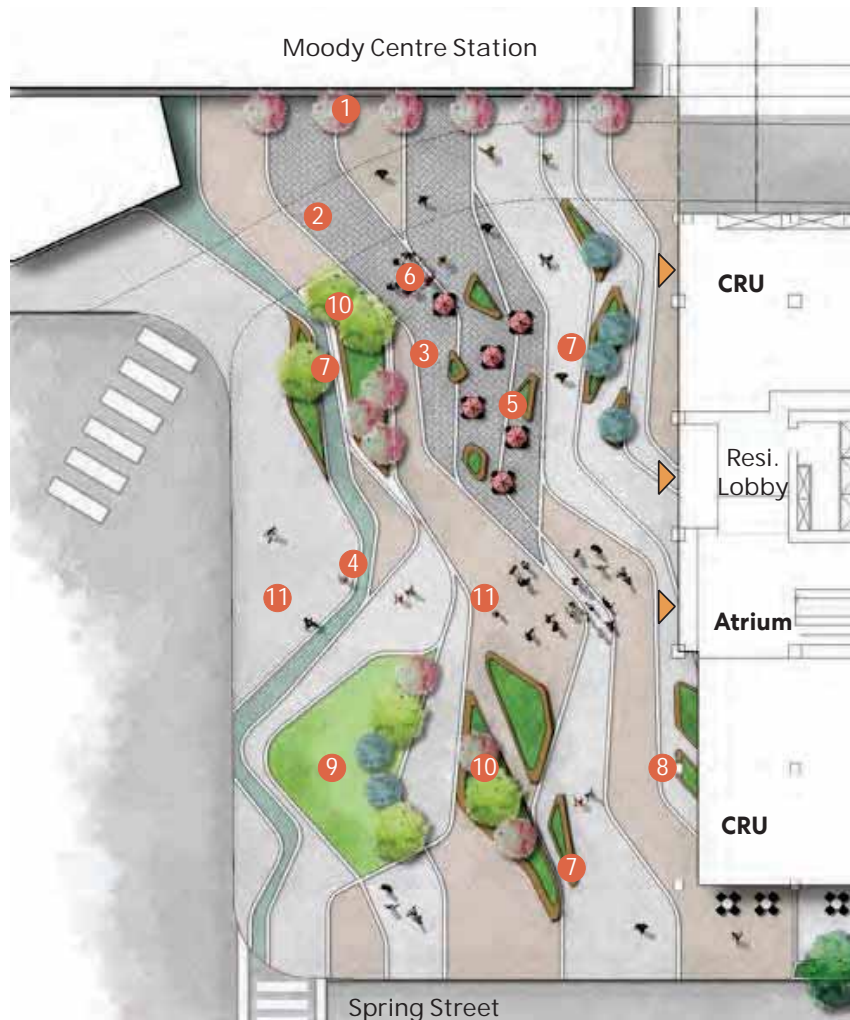 Moody Centre Station
1
2
6
CRU
10
3
7
7
5
Resi.
Lobby
4
11
11
Atrium
9
10
8
CRU
7
Spring Street